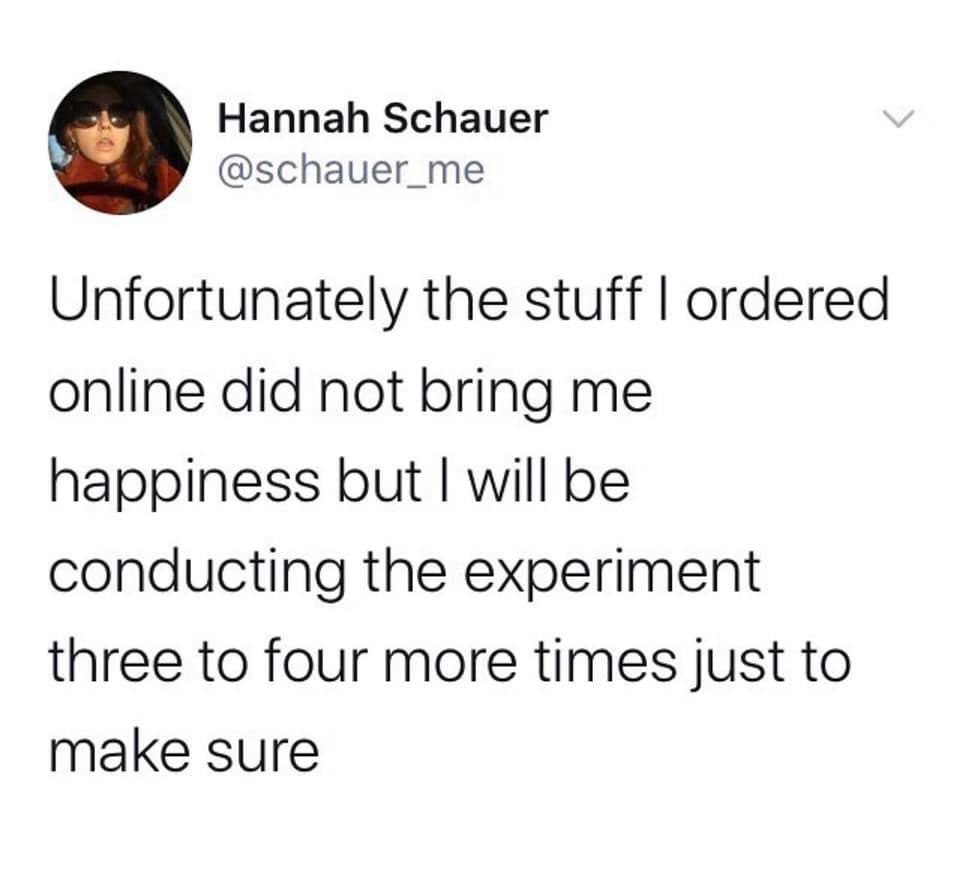 Hannah Schauer
@schauer_me
Unfortunately the stuff I ordered
online did not bring me
happiness but I will be
conducting the experiment
three to four more times just to
make sure